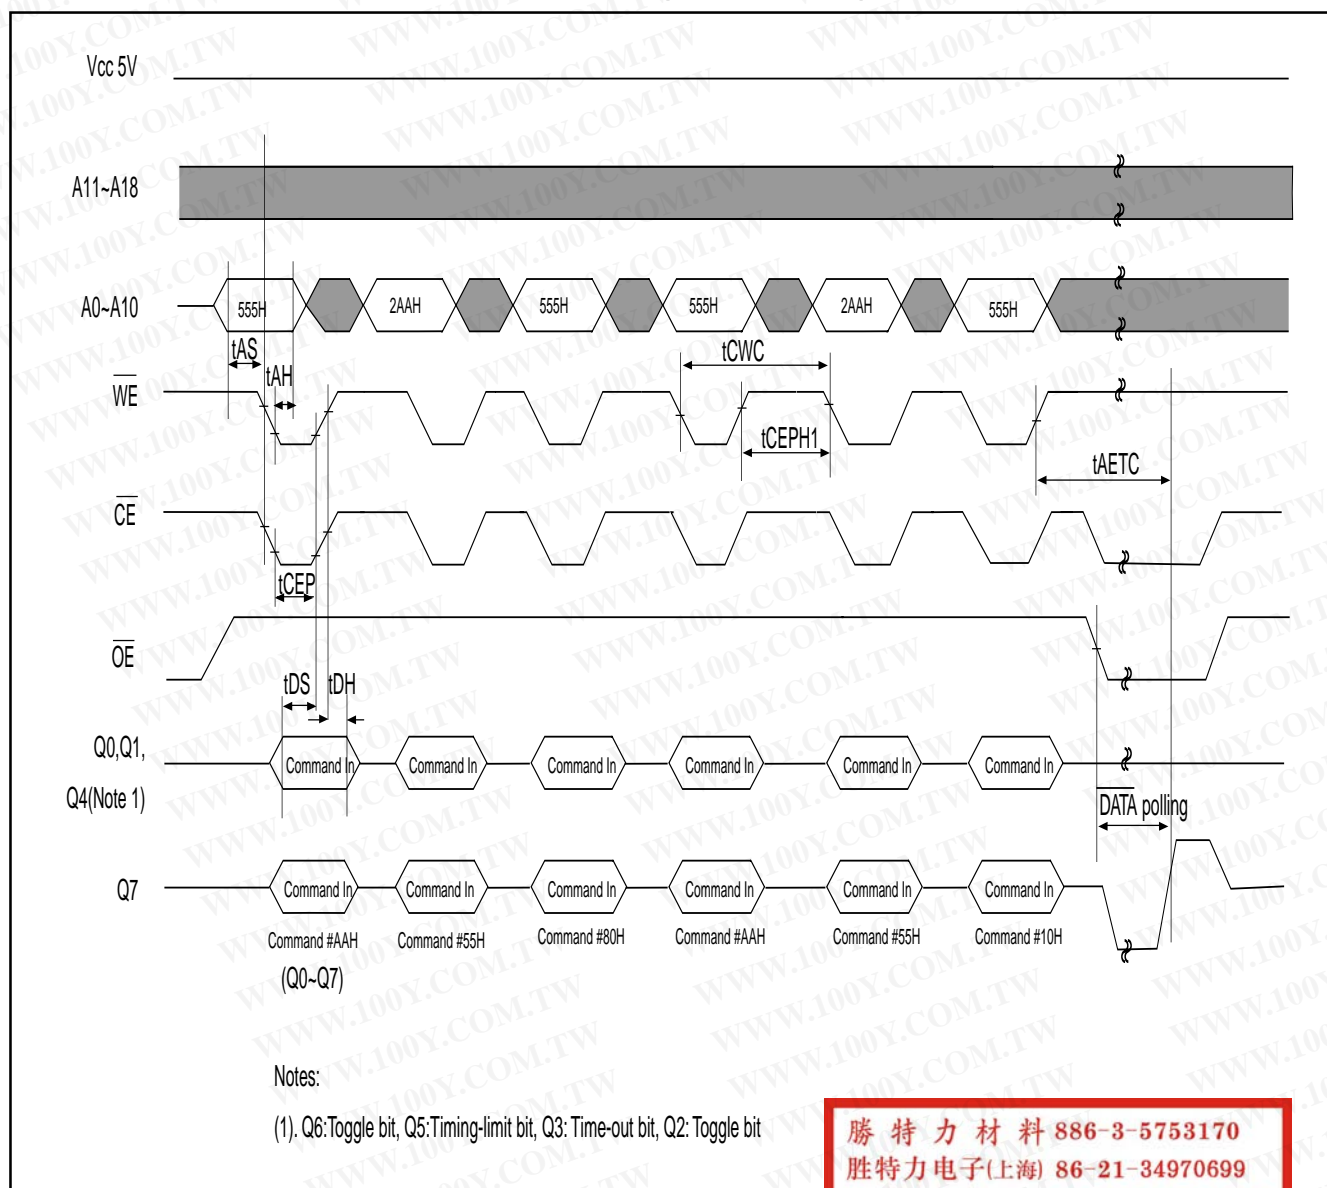 Vcc 5V
A11~A18
A0~A10
555H
2AAH
555H
555H
2AAH
555H
tAS
tAH
tCWC
WE
tCEPH1
tAETC
CE
tCEP
OE
tDS
tDH
Q0,Q1,
Q4(Note 1)
Command In
Command In
Command In
Command In
Command In
Command In
DATA polling
Q7
Command In
Command In
Command In
Command In
Command In
Command In
Command #AAH
Command #55H
Command #80H
Command #AAH
Command #55H
Command #10H
(Q0~Q7)
Notes:
(1). Q6:Toggle bit, Q5:Timing-limit bit, Q3: Time-out bit, Q2: Toggle bit
勝 特 力 材 料 886-3-5753170
胜特力电子(上海) 86-21-34970699
WWW.100Y.COM.TW